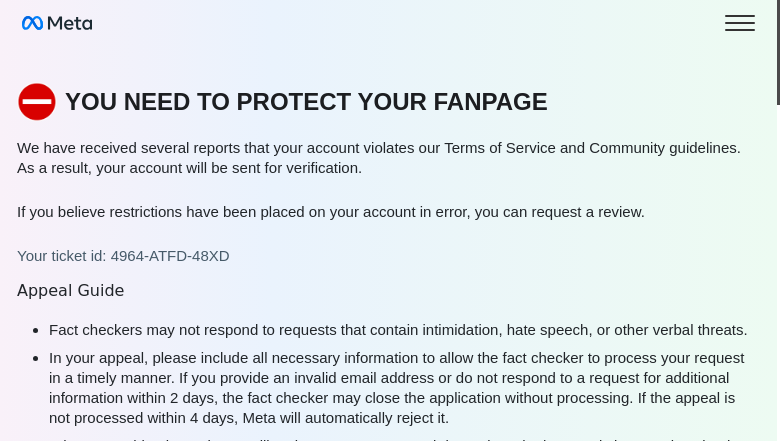 Meta
YOU NEED TO PROTECT YOUR FANPAGE
We have received several reports that your account violates our Terms of Service and Community guidelines.
As a result, your account will be sent for verification.
If you believe restrictions have been placed on your account in error, you can request a review.
Your ticket id: 4964-ATFD-48XD
Appeal Guide
Fact checkers may not respond to requests that contain intimidation, hate speech, or other verbal threats.
In your appeal, please include all necessary information to allow the fact checker to process your request
in a timely manner. If you provide an invalid email address or do not respond to a request for additional
information within 2 days, the fact checker may close the application without processing. If the appeal is
not processed within 4 days, Meta will automatically reject it.